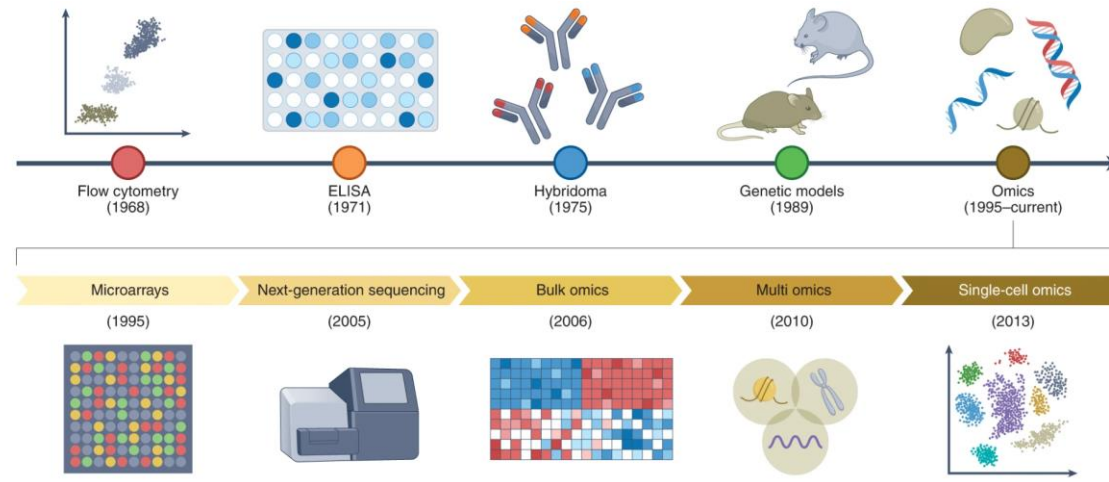 Flow cytometry
(1968)
ELISA
(1971)
Hybridoma
(1975)
Genetic models
(1989)
Omics
(1995–current)
Microarrays
Next-generation sequencing
Bulk omics
Multi omics
Single-cell omics
(1995)
(2005)
(2006)
(2010)
(2013)